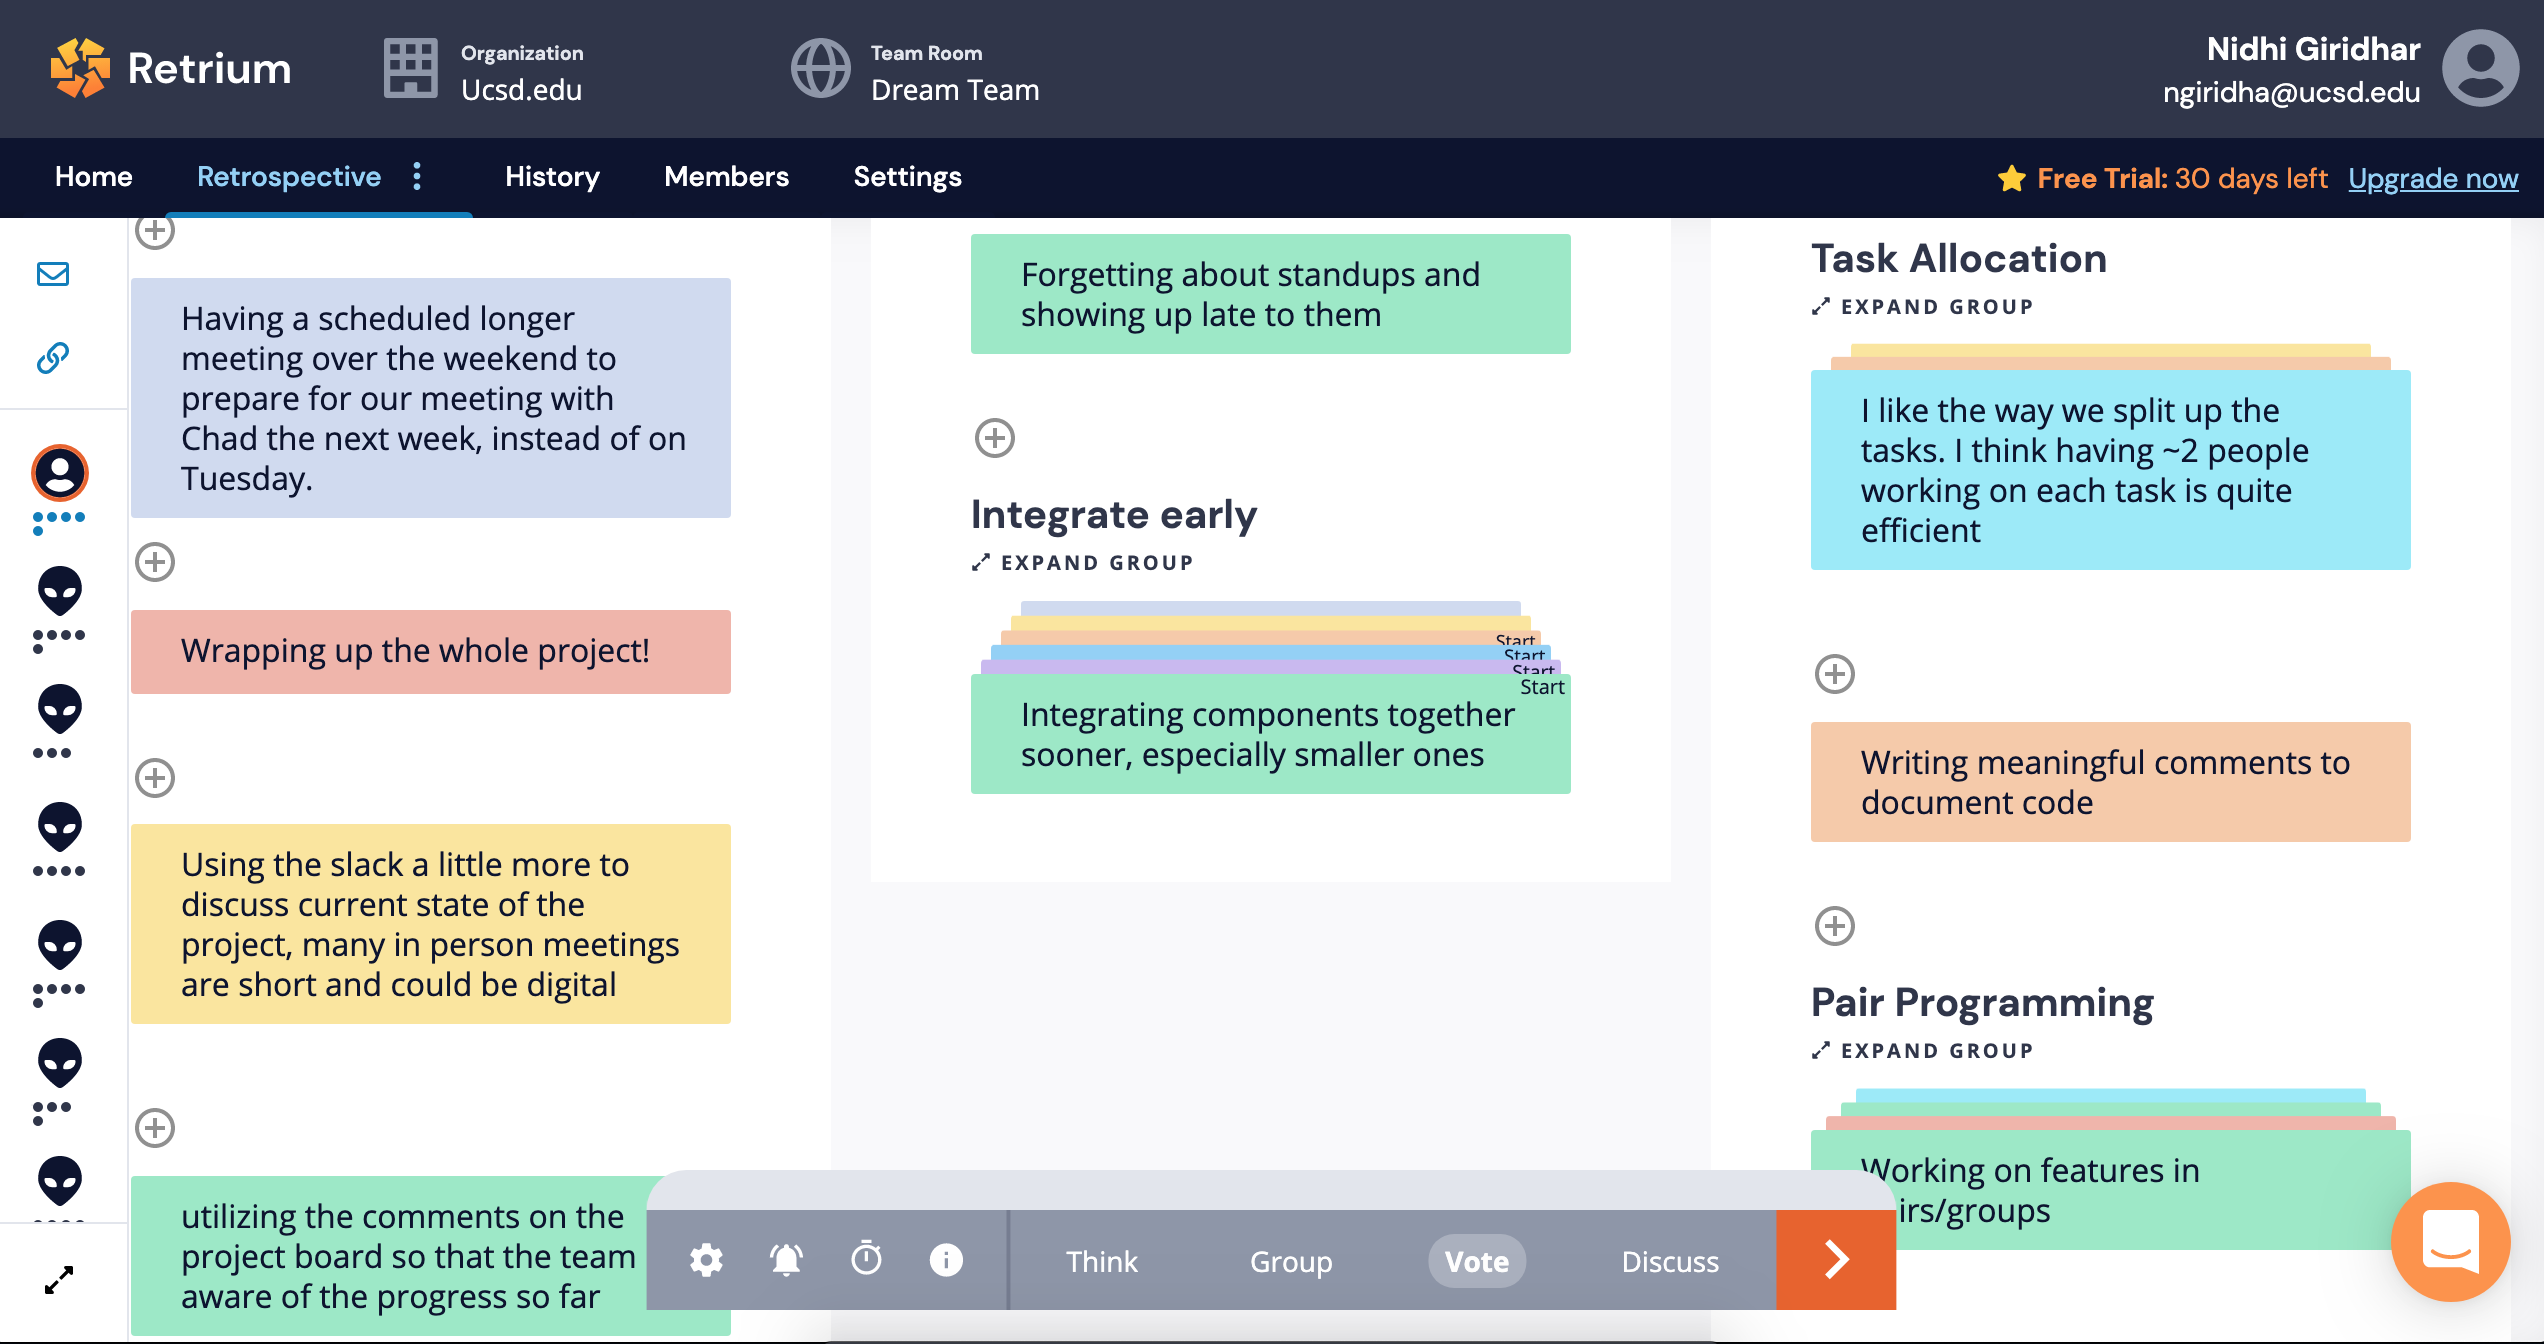 Retrium
Organization
Ucsd.edu
Team Room
Dream Team
Nidhi Giridhar
ngiridha@ucsd.edu
Home
Retrospective
History
Members
Settings
Free Trial: 30 days left
Upgrade now
Having a scheduled longer
meeting over the weekend to
prepare for our meeting with
Chad the next week, instead of on
Tuesday.
Wrapping up the whole project!
Using the slack a little more to
discuss current state of the
project, many in person meetings
are short and could be digital
utilizing the comments on the
project board so that the team
aware of the progress so far
Forgetting about standups and
showing up late to them
Integrate early
EXPAND GROUP
Start
Start
Start
Start
Integrating components together
sooner, especially smaller ones
Task Allocation
EXPAND GROUP
I like the way we split up the
tasks. I think having ~2 people
working on each task is quite
efficient
Writing meaningful comments to
document code
Pair Programming
EXPAND GROUP
Working on features in
irs/groups
Think
Group
Vote
Discuss